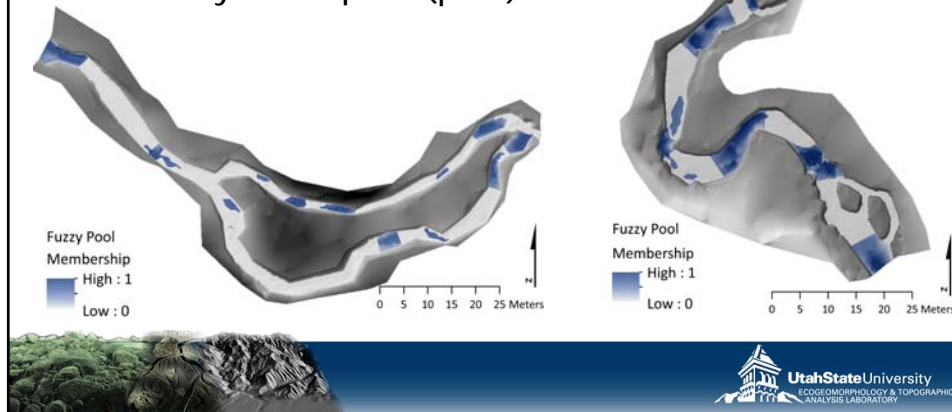 Fuzzy Pool
Membership
High : 1
Low : 0
N
0 5 10 15 20 25 Meters
Fuzzy Pool
Membership
High : 1
Low : 0
N
0 5 10 15 20 25 Meters
UtahStateUniversity
ECOGEOMORPHOLOGY & TOPOGRAPHIC
ANALYSIS LABORATORY